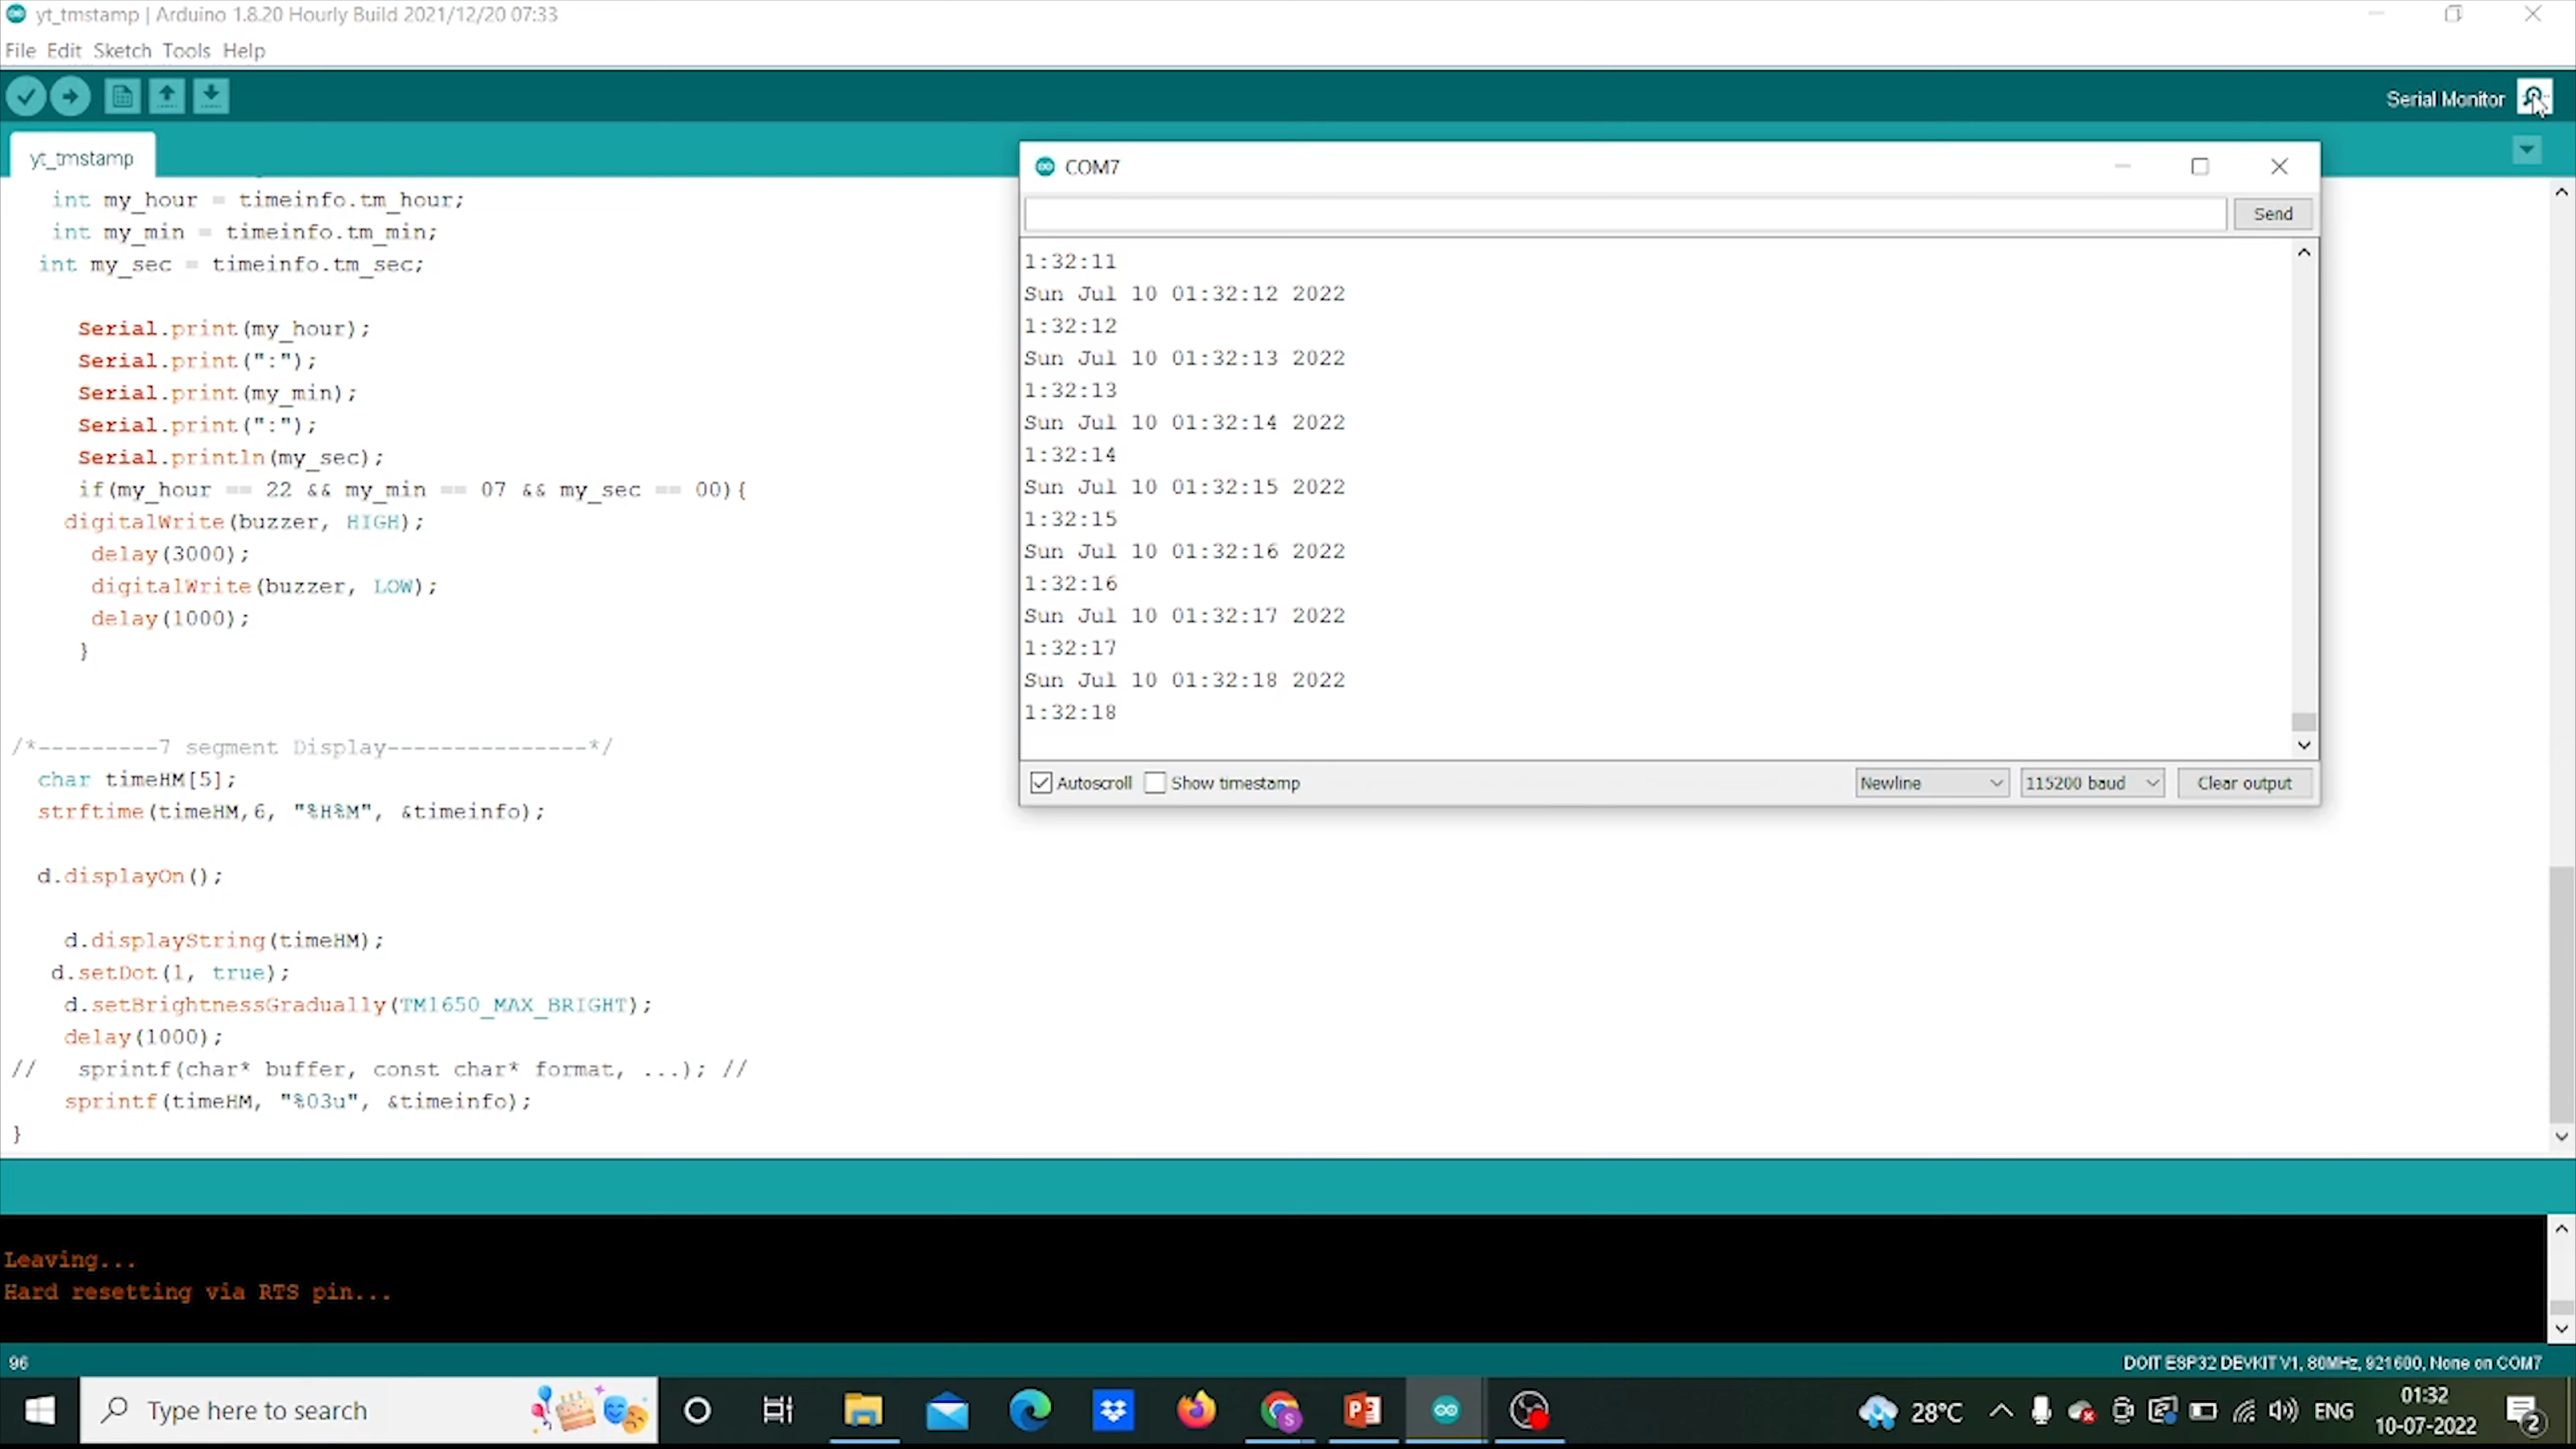 yt_tmstamp | Arduino 1.8.20 Hourly Build 2021/12/20 07:33
File Edit Sketch Tools Help
Serial Monitor
yt_tmstamp
int my_hour = timeinfo.tm_hour;
int my_min = timeinfo.tm_min;
int my_sec = timeinfo.tm_sec;
Serial.print(my_hour);
Serial.print(":");
Serial.print(my_min);
Serial.print(":");
Serial.println(my_sec);
if(my_hour == 22 && my_min == 07 && my_sec == 00){
digitalWrite(buzzer, HIGH);
delay(3000);
digitalWrite(buzzer, LOW);
delay(1000);
}
/*---------7 segment Display---------------*/
char timeHM[5];
strftime(timeHM,6, "%H%M", &timeinfo);
d.displayOn();
d.displayString(timeHM);
d.setDot(1, true);
d.setBrightnessGradually(TM1650_MAX_BRIGHT);
delay(1000);
// sprintf(char* buffer, const char* format, ...); //
sprintf(timeHM, "%03u", &timeinfo);
}
COM7
Send
1:32:11
Sun Jul 10 01:32:12 2022
1:32:12
Sun Jul 10 01:32:13 2022
1:32:13
Sun Jul 10 01:32:14 2022
1:32:14
Sun Jul 10 01:32:15 2022
1:32:15
Sun Jul 10 01:32:16 2022
1:32:16
Sun Jul 10 01:32:17 2022
1:32:17
Sun Jul 10 01:32:18 2022
1:32:18
Autoscroll Show timestamp Newline 115200 baud Clear output
Leaving...
Hard resetting via RTS pin...
96 DOIT ESP32 DEVKIT V1, 80MHz, 921600, None on COM7
Type here to search
28°C ENG
01:32
10-07-2022
2